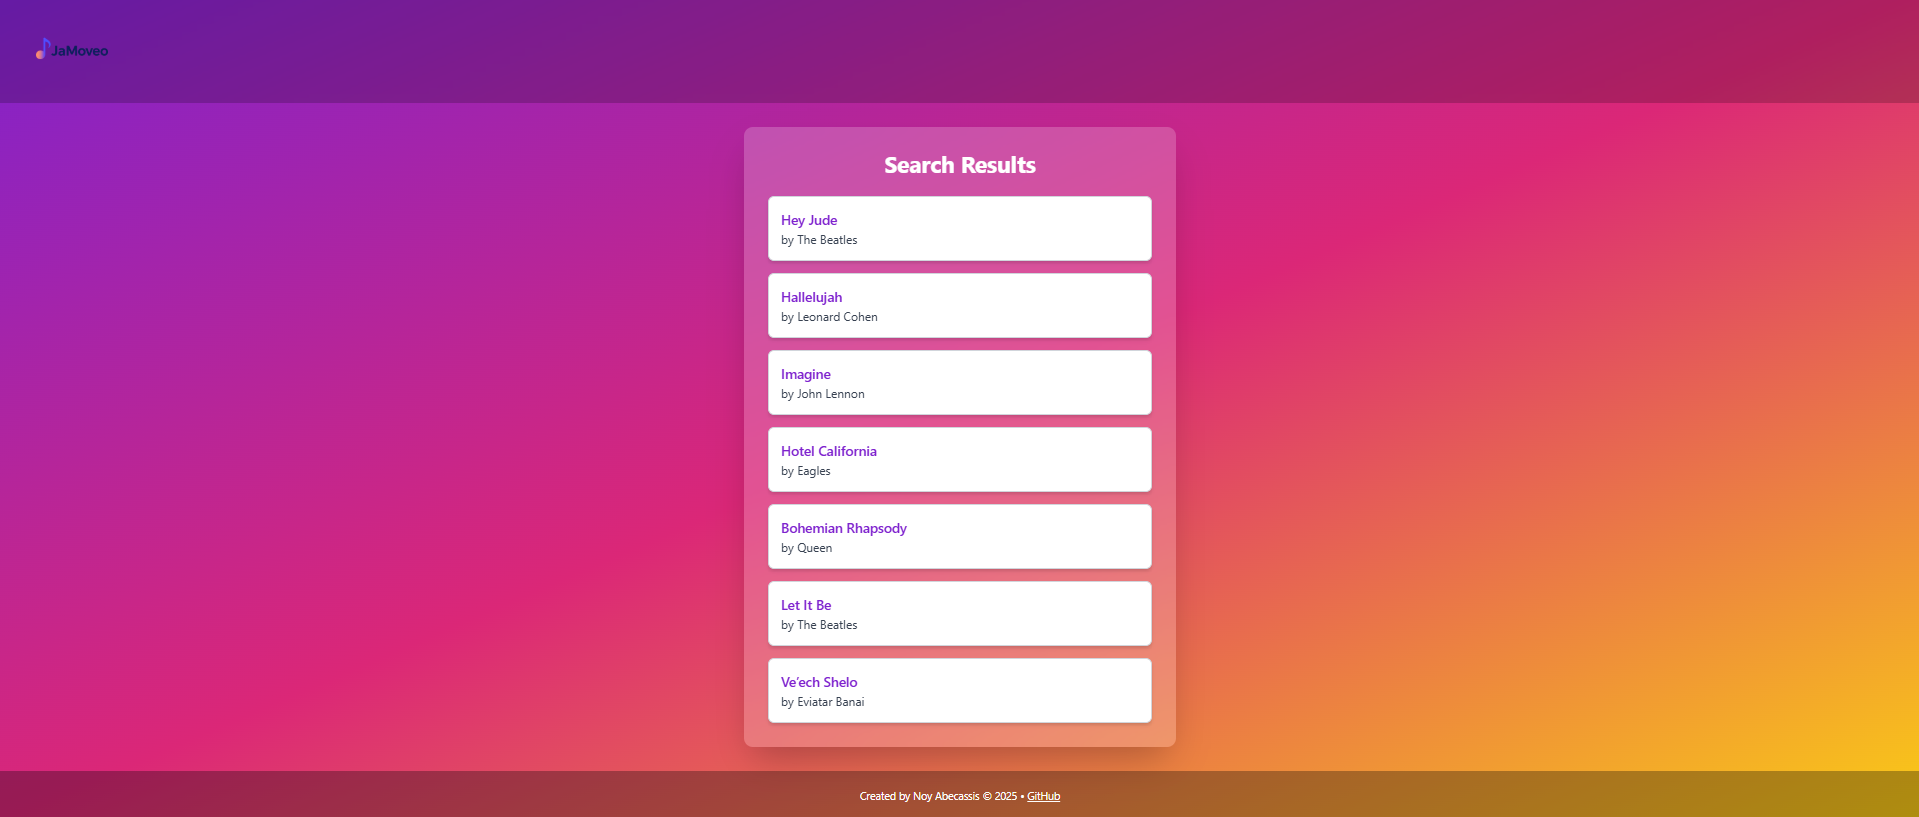 JaMoveo
Search Results
Hey Jude
by The Beatles
Hallelujah
by Leonard Cohen
Imagine
by John Lennon
Hotel California
by Eagles
Bohemian Rhapsody
by Queen
Let It Be
by The Beatles
Ve’ech Shelo
by Eviatar Banai
Created by Noy Abecassis © 2025 • GitHub